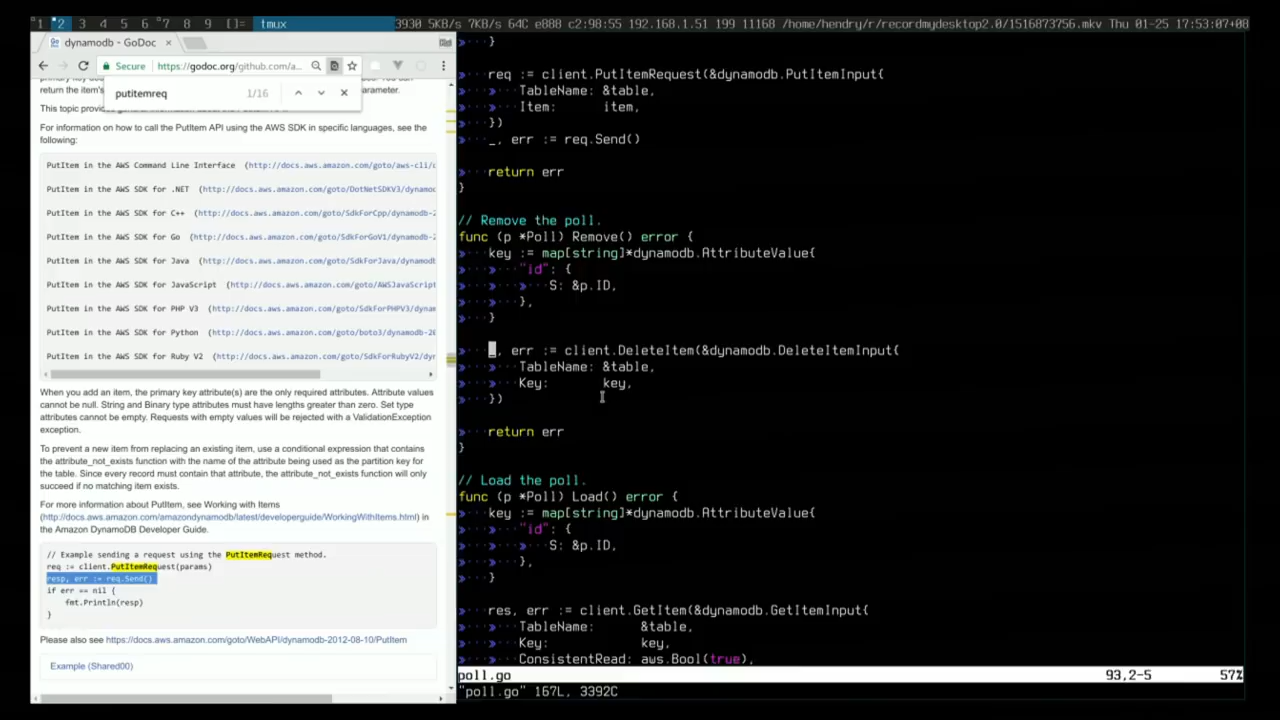 1 2 3 4 5 6 °7 8 9 []= tmux 3930 5KB/s 7KB/s 64C e888 c2:98:55 192.168.1.51 199 11168 /home/hendry/r/recordmydesktop2.0/1516873756.mkv Thu 01-25 17:53:07+08
dynamodb - GoDoc ×
Secure https://godoc.org/github.com/a...
putitemreq 1/16
return the item's
arameter.
This topic provid
For information on how to call the PutItem API using the AWS SDK in specific languages, see the
following:
PutItem in the AWS Command Line Interface (http://docs.aws.amazon.com/goto/aws-cli/
PutItem in the AWS SDK for .NET (http://docs.aws.amazon.com/goto/DotNetSDKV3/dynamod
PutItem in the AWS SDK for C++ (http://docs.aws.amazon.com/goto/SdkForCpp/dynamodb-2
PutItem in the AWS SDK for Go (http://docs.aws.amazon.com/goto/SdkForGoV1/dynamodb-2
PutItem in the AWS SDK for Java (http://docs.aws.amazon.com/goto/SdkForJava/dynamodb
PutItem in the AWS SDK for JavaScript (http://docs.aws.amazon.com/goto/AWSJavaScript
PutItem in the AWS SDK for PHP V3 (http://docs.aws.amazon.com/goto/SdkForPHPV3/dynam
PutItem in the AWS SDK for Python (http://docs.aws.amazon.com/goto/boto3/dynamodb-20
PutItem in the AWS SDK for Ruby V2 (http://docs.aws.amazon.com/goto/SdkForRubyV2/dy
When you add an item, the primary key attribute(s) are the only required attributes. Attribute values
cannot be null. String and Binary type attributes must have lengths greater than zero. Set type
attributes cannot be empty. Requests with empty values will be rejected with a ValidationException
exception.
To prevent a new item from replacing an existing item, use a conditional expression that contains
the attribute_not_exists function with the name of the attribute being used as the partition key for
the table. Since every record must contain that attribute, the attribute_not_exists function will only
succeed if no matching item exists.
For more information about PutItem, see Working with Items
(http://docs.aws.amazon.com/amazondynamodb/latest/developerguide/WorkingWithItems.html) in
the Amazon DynamoDB Developer Guide.
// Example sending a request using the PutItemRequest method.
req := client.PutItemRequest(params)
resp, err := req.Send()
if err == nil {
fmt.Println(resp)
}
Please also see https://docs.aws.amazon.com/goto/WebAPI/dynamodb-2012-08-10/PutItem
Example (Shared00)
}
req := client.PutItemRequest(&dynamodb.PutItemInput{
TableName: &table,
Item: item,
})
_, err := req.Send()
return err
}
// Remove the poll.
func (p *Poll) Remove() error {
key := map[string]*dynamodb.AttributeValue{
"id": {
S: &p.ID,
},
}
_, err := client.DeleteItem(&dynamodb.DeleteItemInput{
TableName: &table,
Key: key,
})
return err
}
// Load the poll.
func (p *Poll) Load() error {
key := map[string]*dynamodb.AttributeValue{
"id": {
S: &p.ID,
},
}
res, err := client.GetItem(&dynamodb.GetItemInput{
TableName: &table,
Key: key,
ConsistentRead: aws.Bool(true),
poll.go 93,2-5 57%
"poll.go" 167L, 3392C